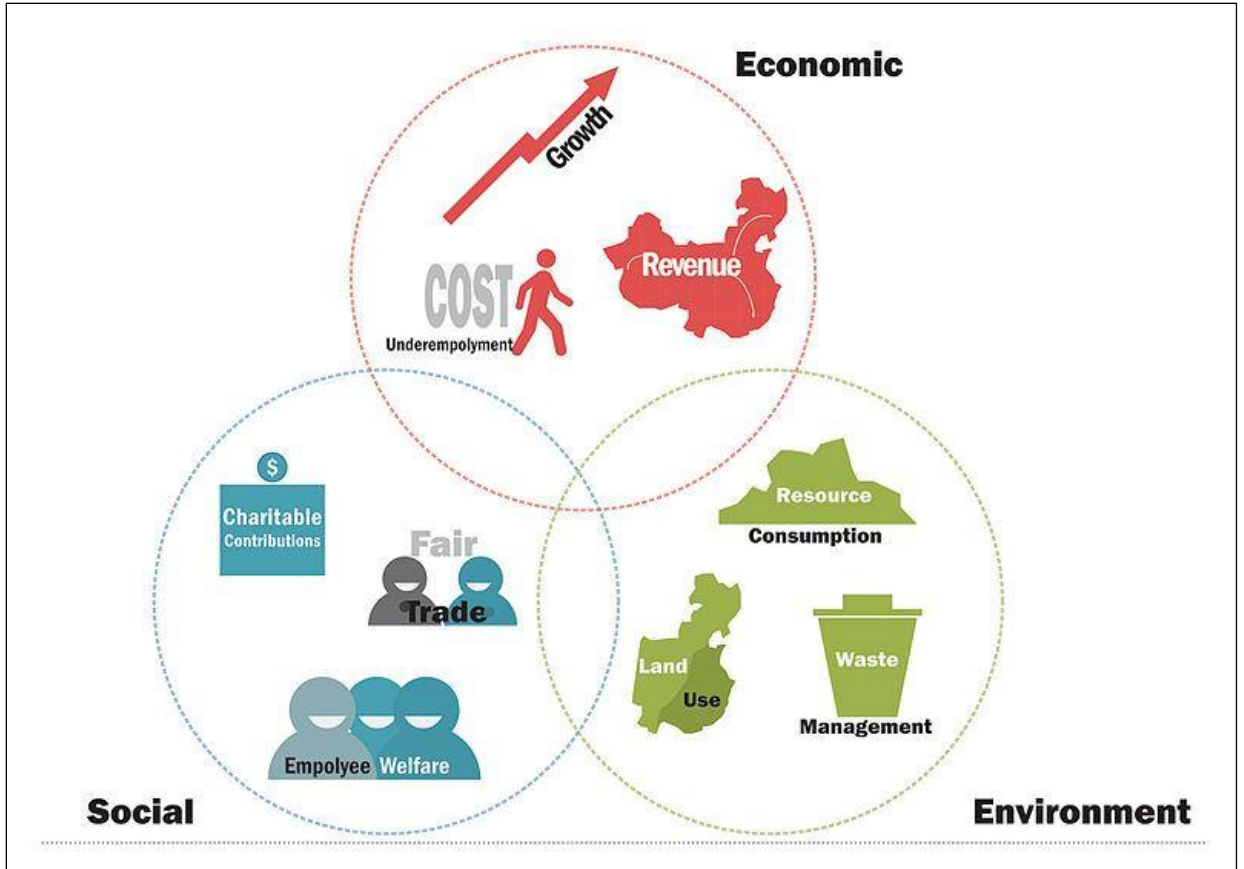 Economic
Growth
Revenue
COST
Underempolyment
$
Charitable
Contributions
Fair
Trade
Empolyee Welfare
Resource
Consumption
Land
Use
Waste
Management
Social
Environment